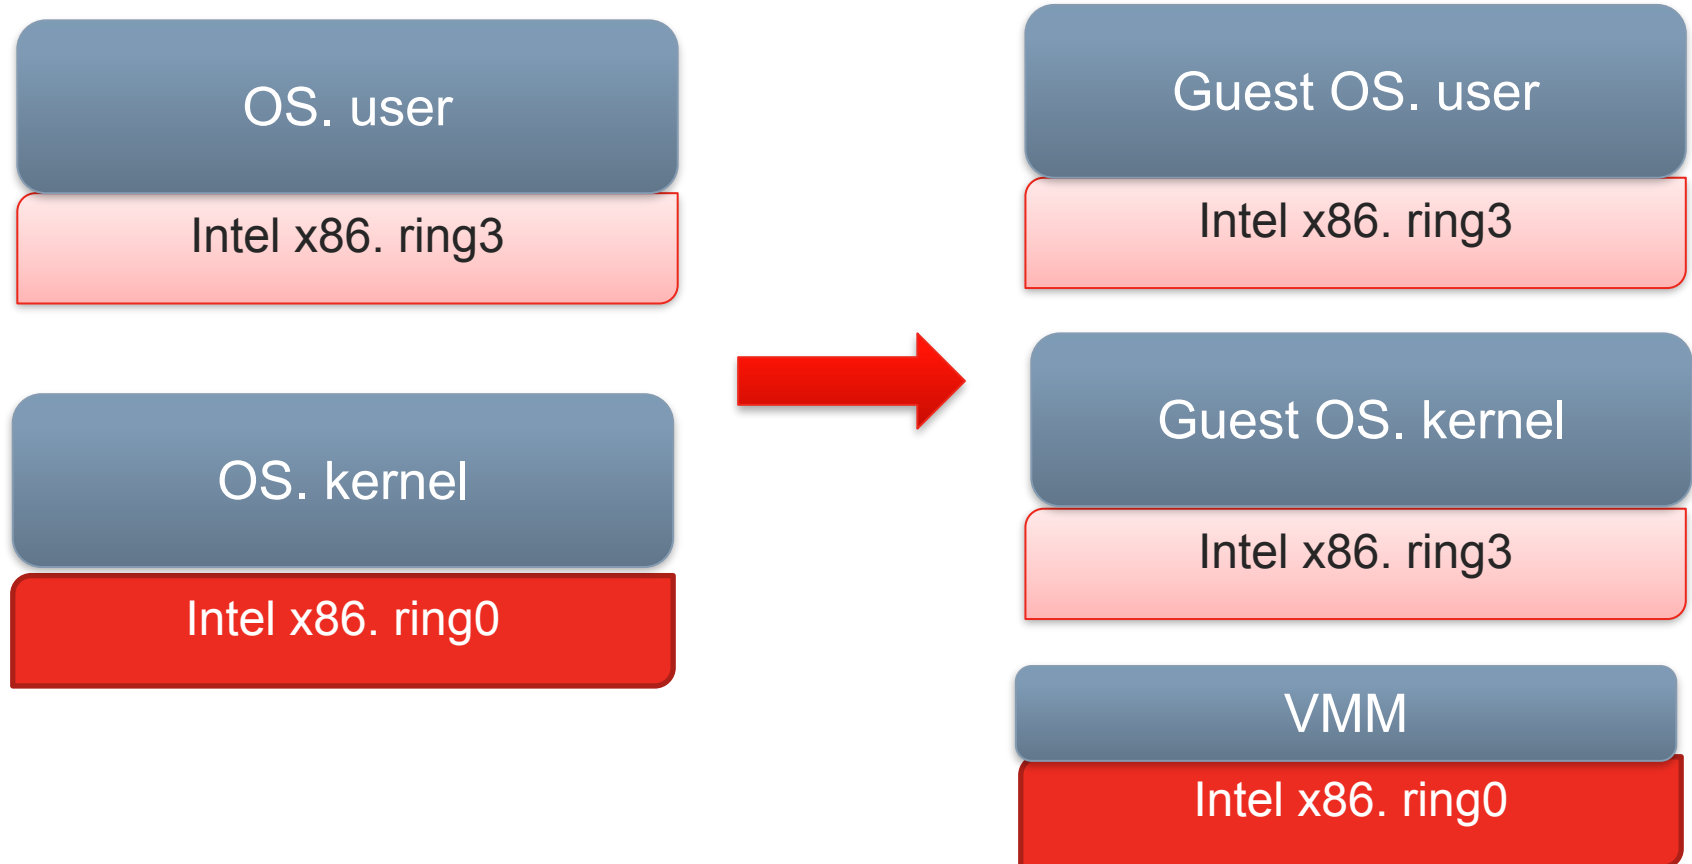 OS. user
Intel x86. ring3
OS. kernel
Intel x86. ring0
Guest OS. user
Intel x86. ring3
Guest OS. kernel
Intel x86. ring3
VMM
Intel x86. ring0